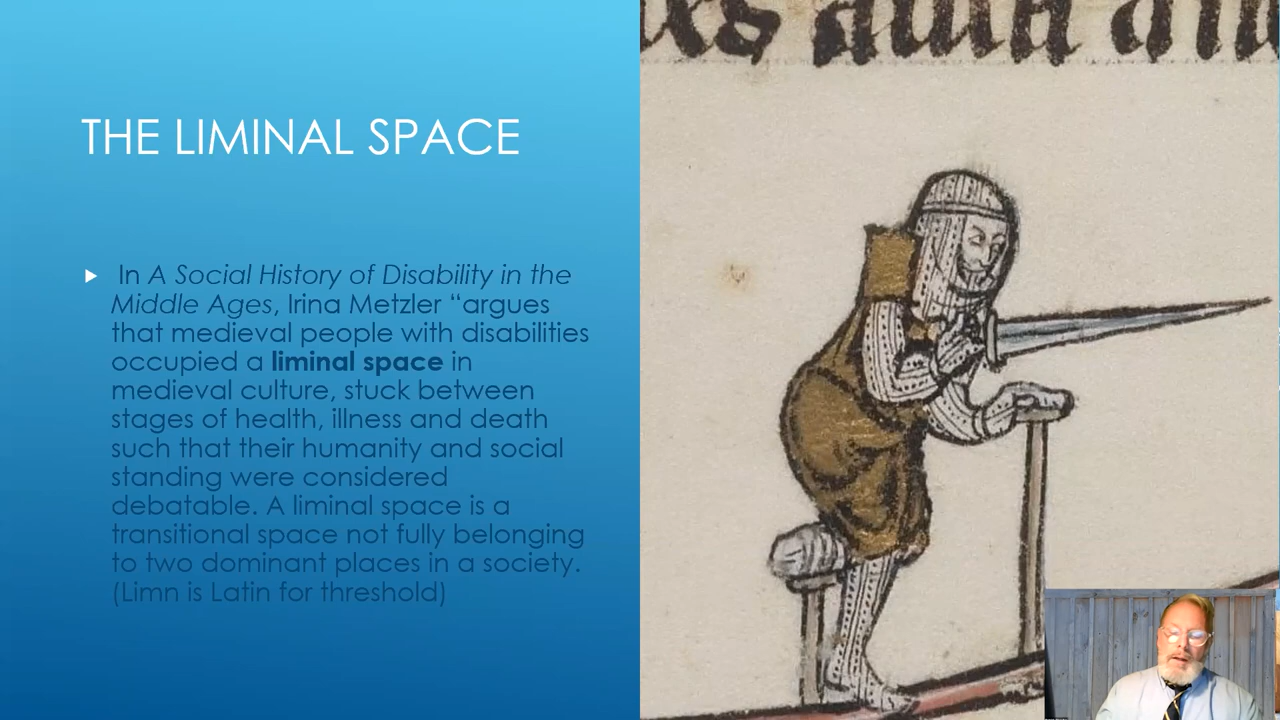 THE LIMINAL SPACE
In A Social History of Disability in the
Middle Ages, Irina Metzler “argues
that medieval people with disabilities
occupied a liminal space in
medieval culture, stuck between
stages of health, illness and death
such that their humanity and social
standing were considered
debatable. A liminal space is a
transitional space not fully belonging
to two dominant places in a society.
(Limn is Latin for threshold)